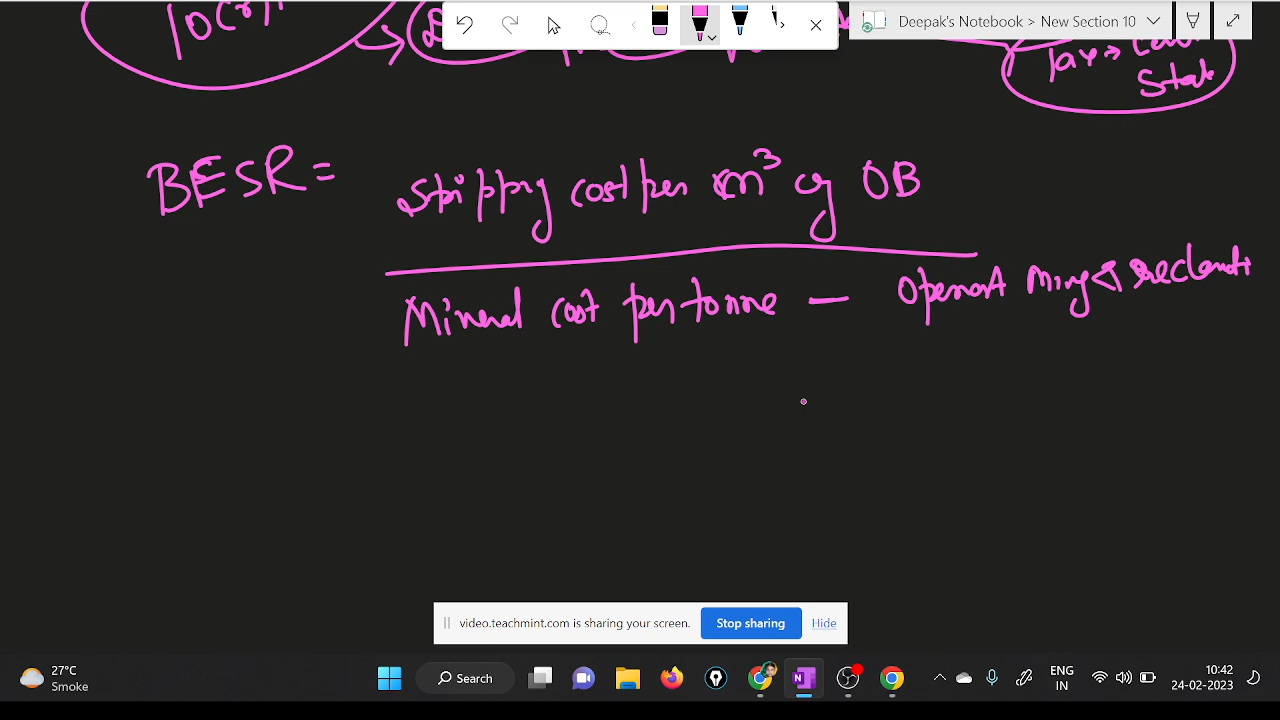 Deepak's Notebook > New Section 10
Tax →
State
BESR =
Stripping cost per m³ of OB
Mineral cost per tonne — Opencast Mining &
video.teachmint.com is sharing your screen. Stop sharing Hide
27°C
Smoke
Search
ENG
IN
10:42
24-02-2023